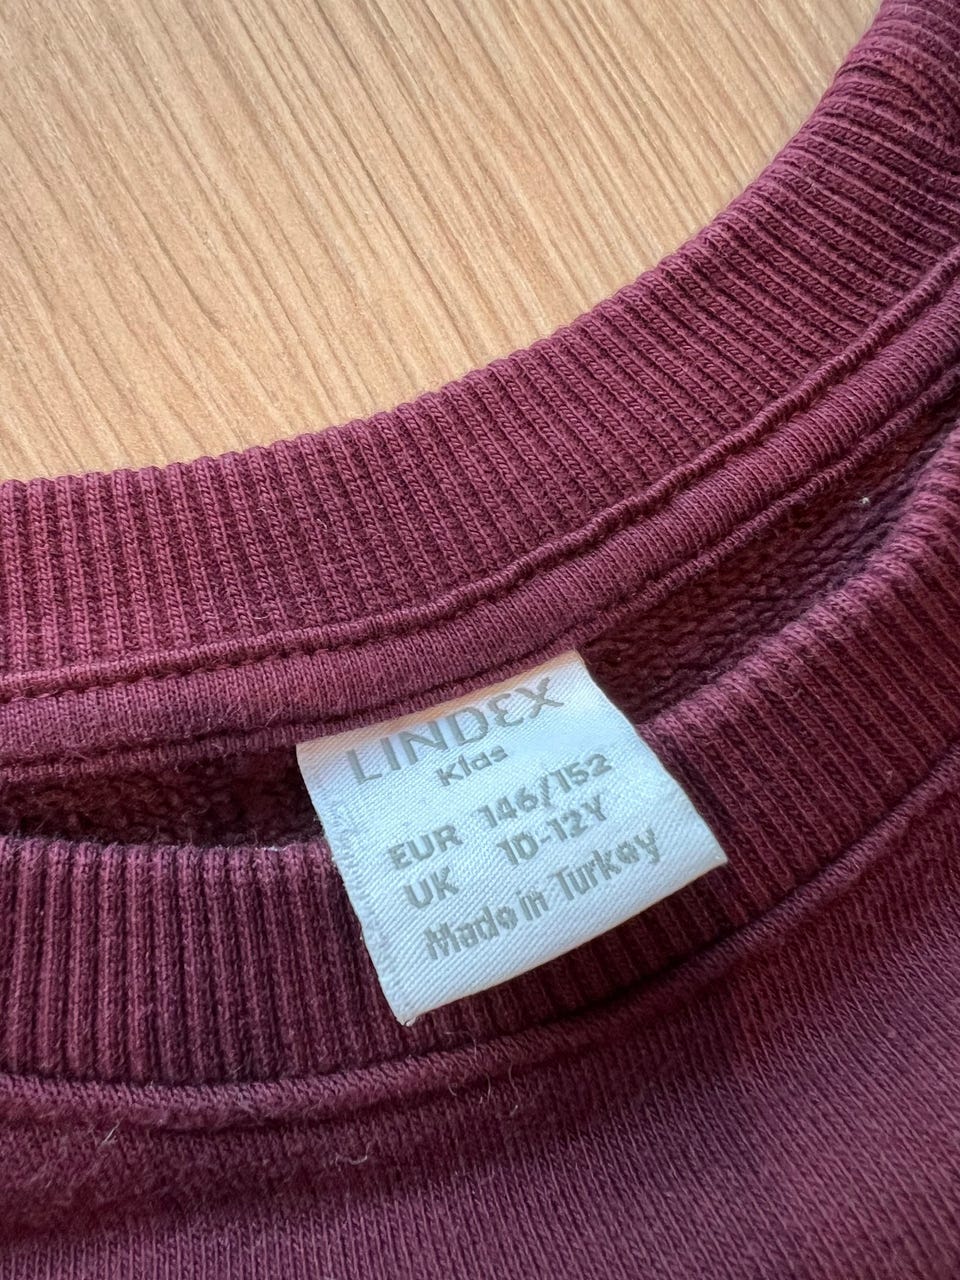 LINDEX
Kids
EUR 146/152
UK 10-12Y
Made in Turkey